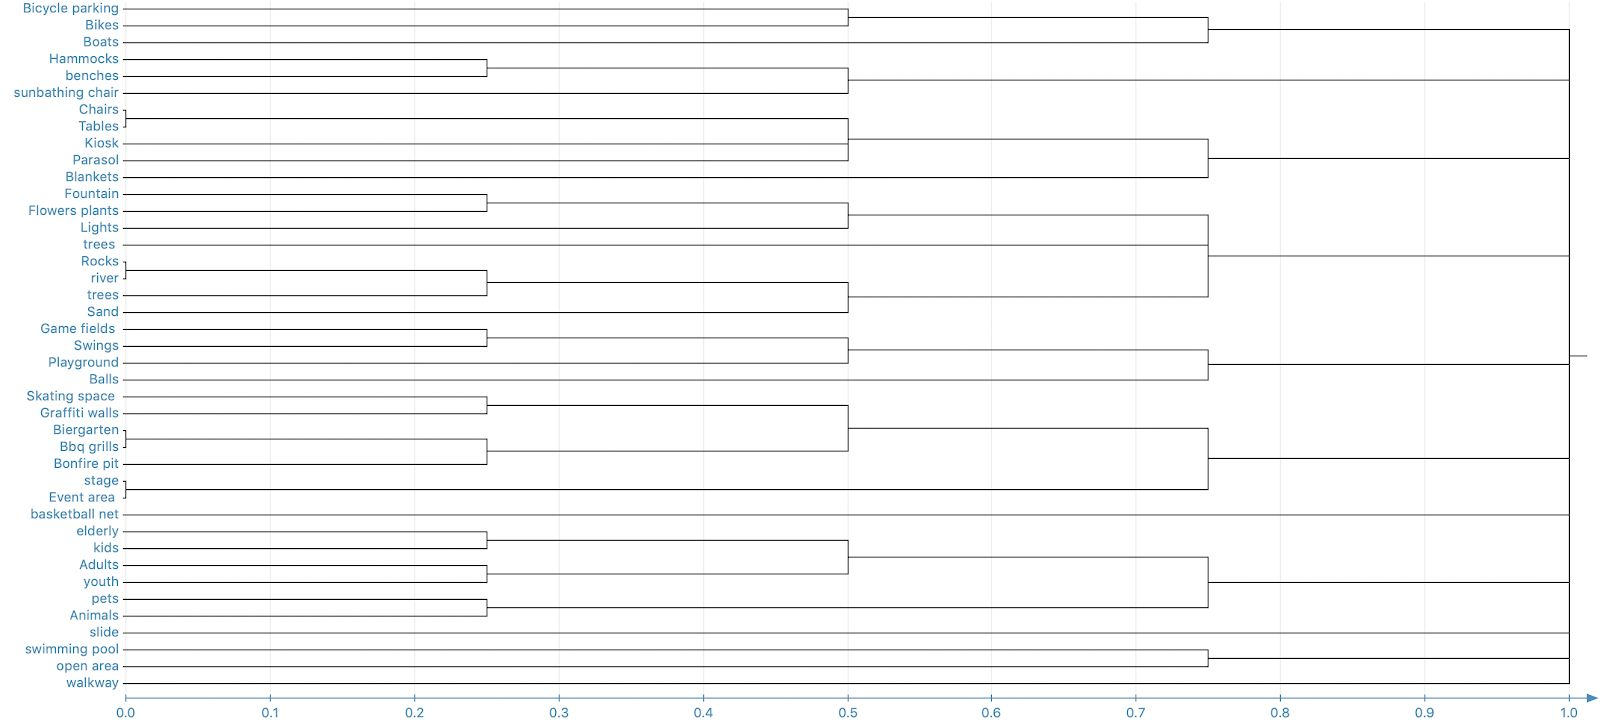 Bicycle parking
Bikes
Boats
Hammocks
benches
sunbathing chair
Chairs
Tables
Kiosk
Parasol
Blankets
Fountain
Flowers plants
Lights
trees
Rocks
river
trees
Sand
Game fields
Swings
Playground
Balls
Skating space
Graffiti walls
Biergarten
Bbq grills
Bonfire pit
stage
Event area
basketball net
elderly
kids
Adults
youth
pets
Animals
slide
swimming pool
open area
walkway
0.0 0.1 0.2 0.3 0.4 0.5 0.6 0.7 0.8 0.9 1.0